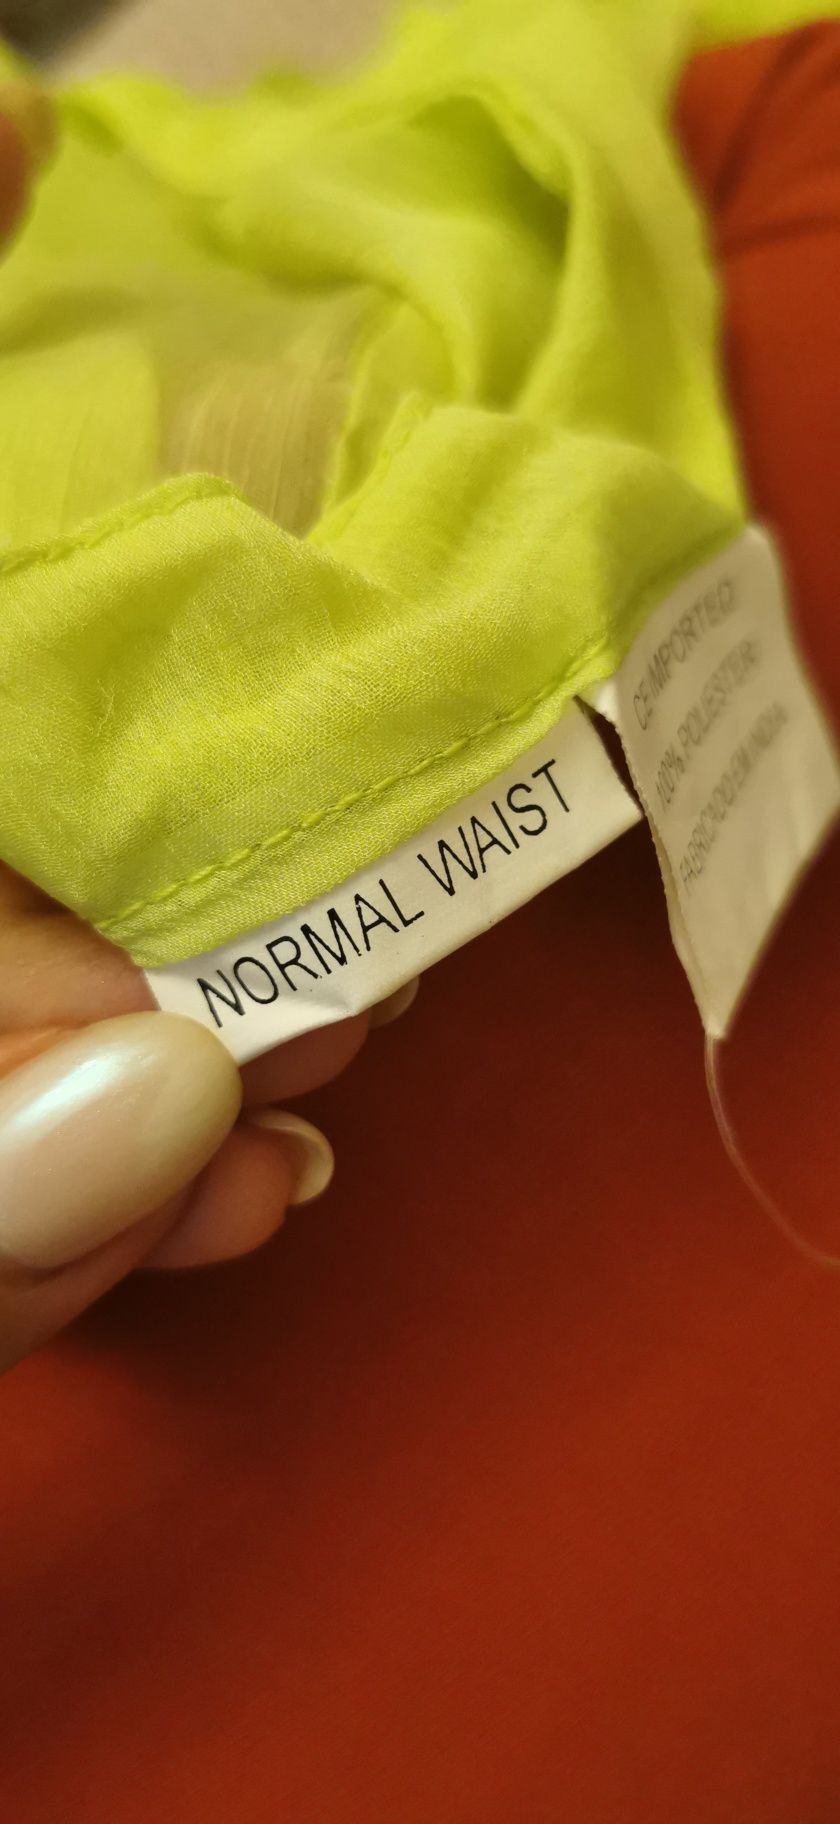 NORMAL WAIST
CE IMPORTED:
100% POLIESTER:
FABRICADO EM INDIA: